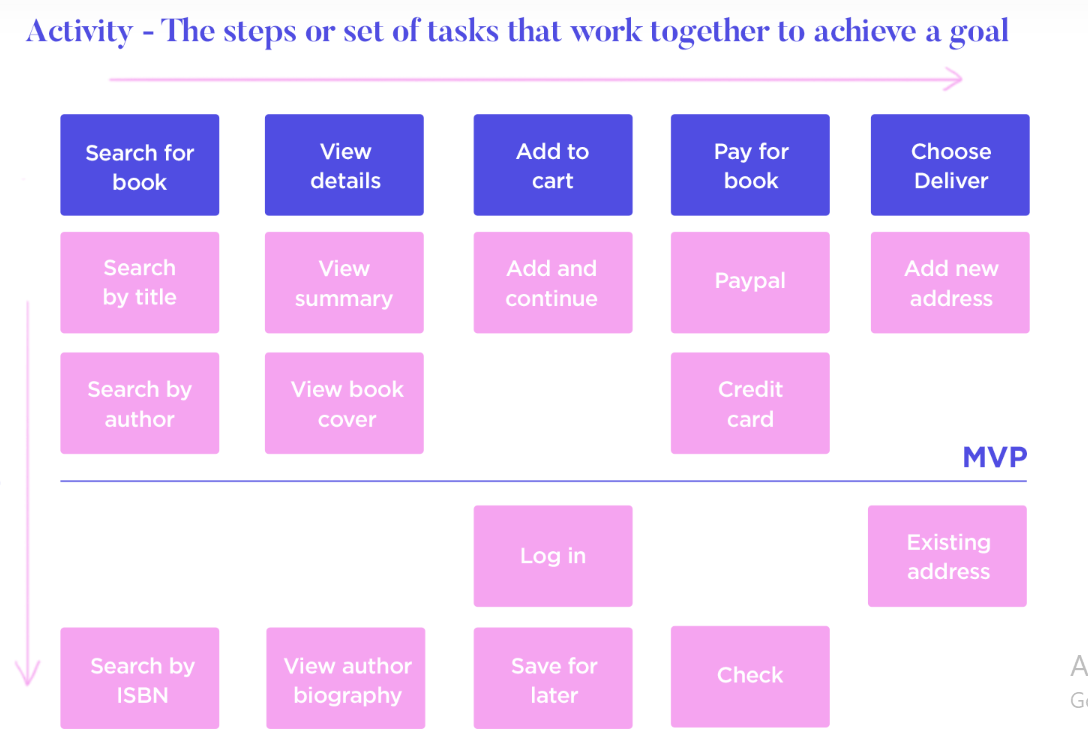 Activity - The steps or set of tasks that work together to achieve a goal
Search for
book
View
details
Add to
cart
Pay for
book
Choose
Deliver
Search
by title
View
summary
Add and
continue
Paypal
Add new
address
Search by
author
View book
cover
Credit
card
MVP
Log in
Existing
address
Search by
ISBN
View author
biography
Save for
later
Check